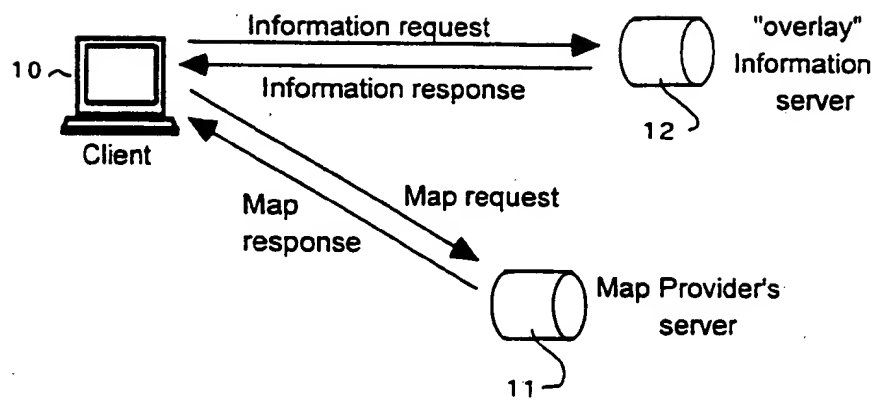 Information request
"overlay"
10
Information
Information response
server
12
Client
Map request
Map
response
Map Provider's
server
11